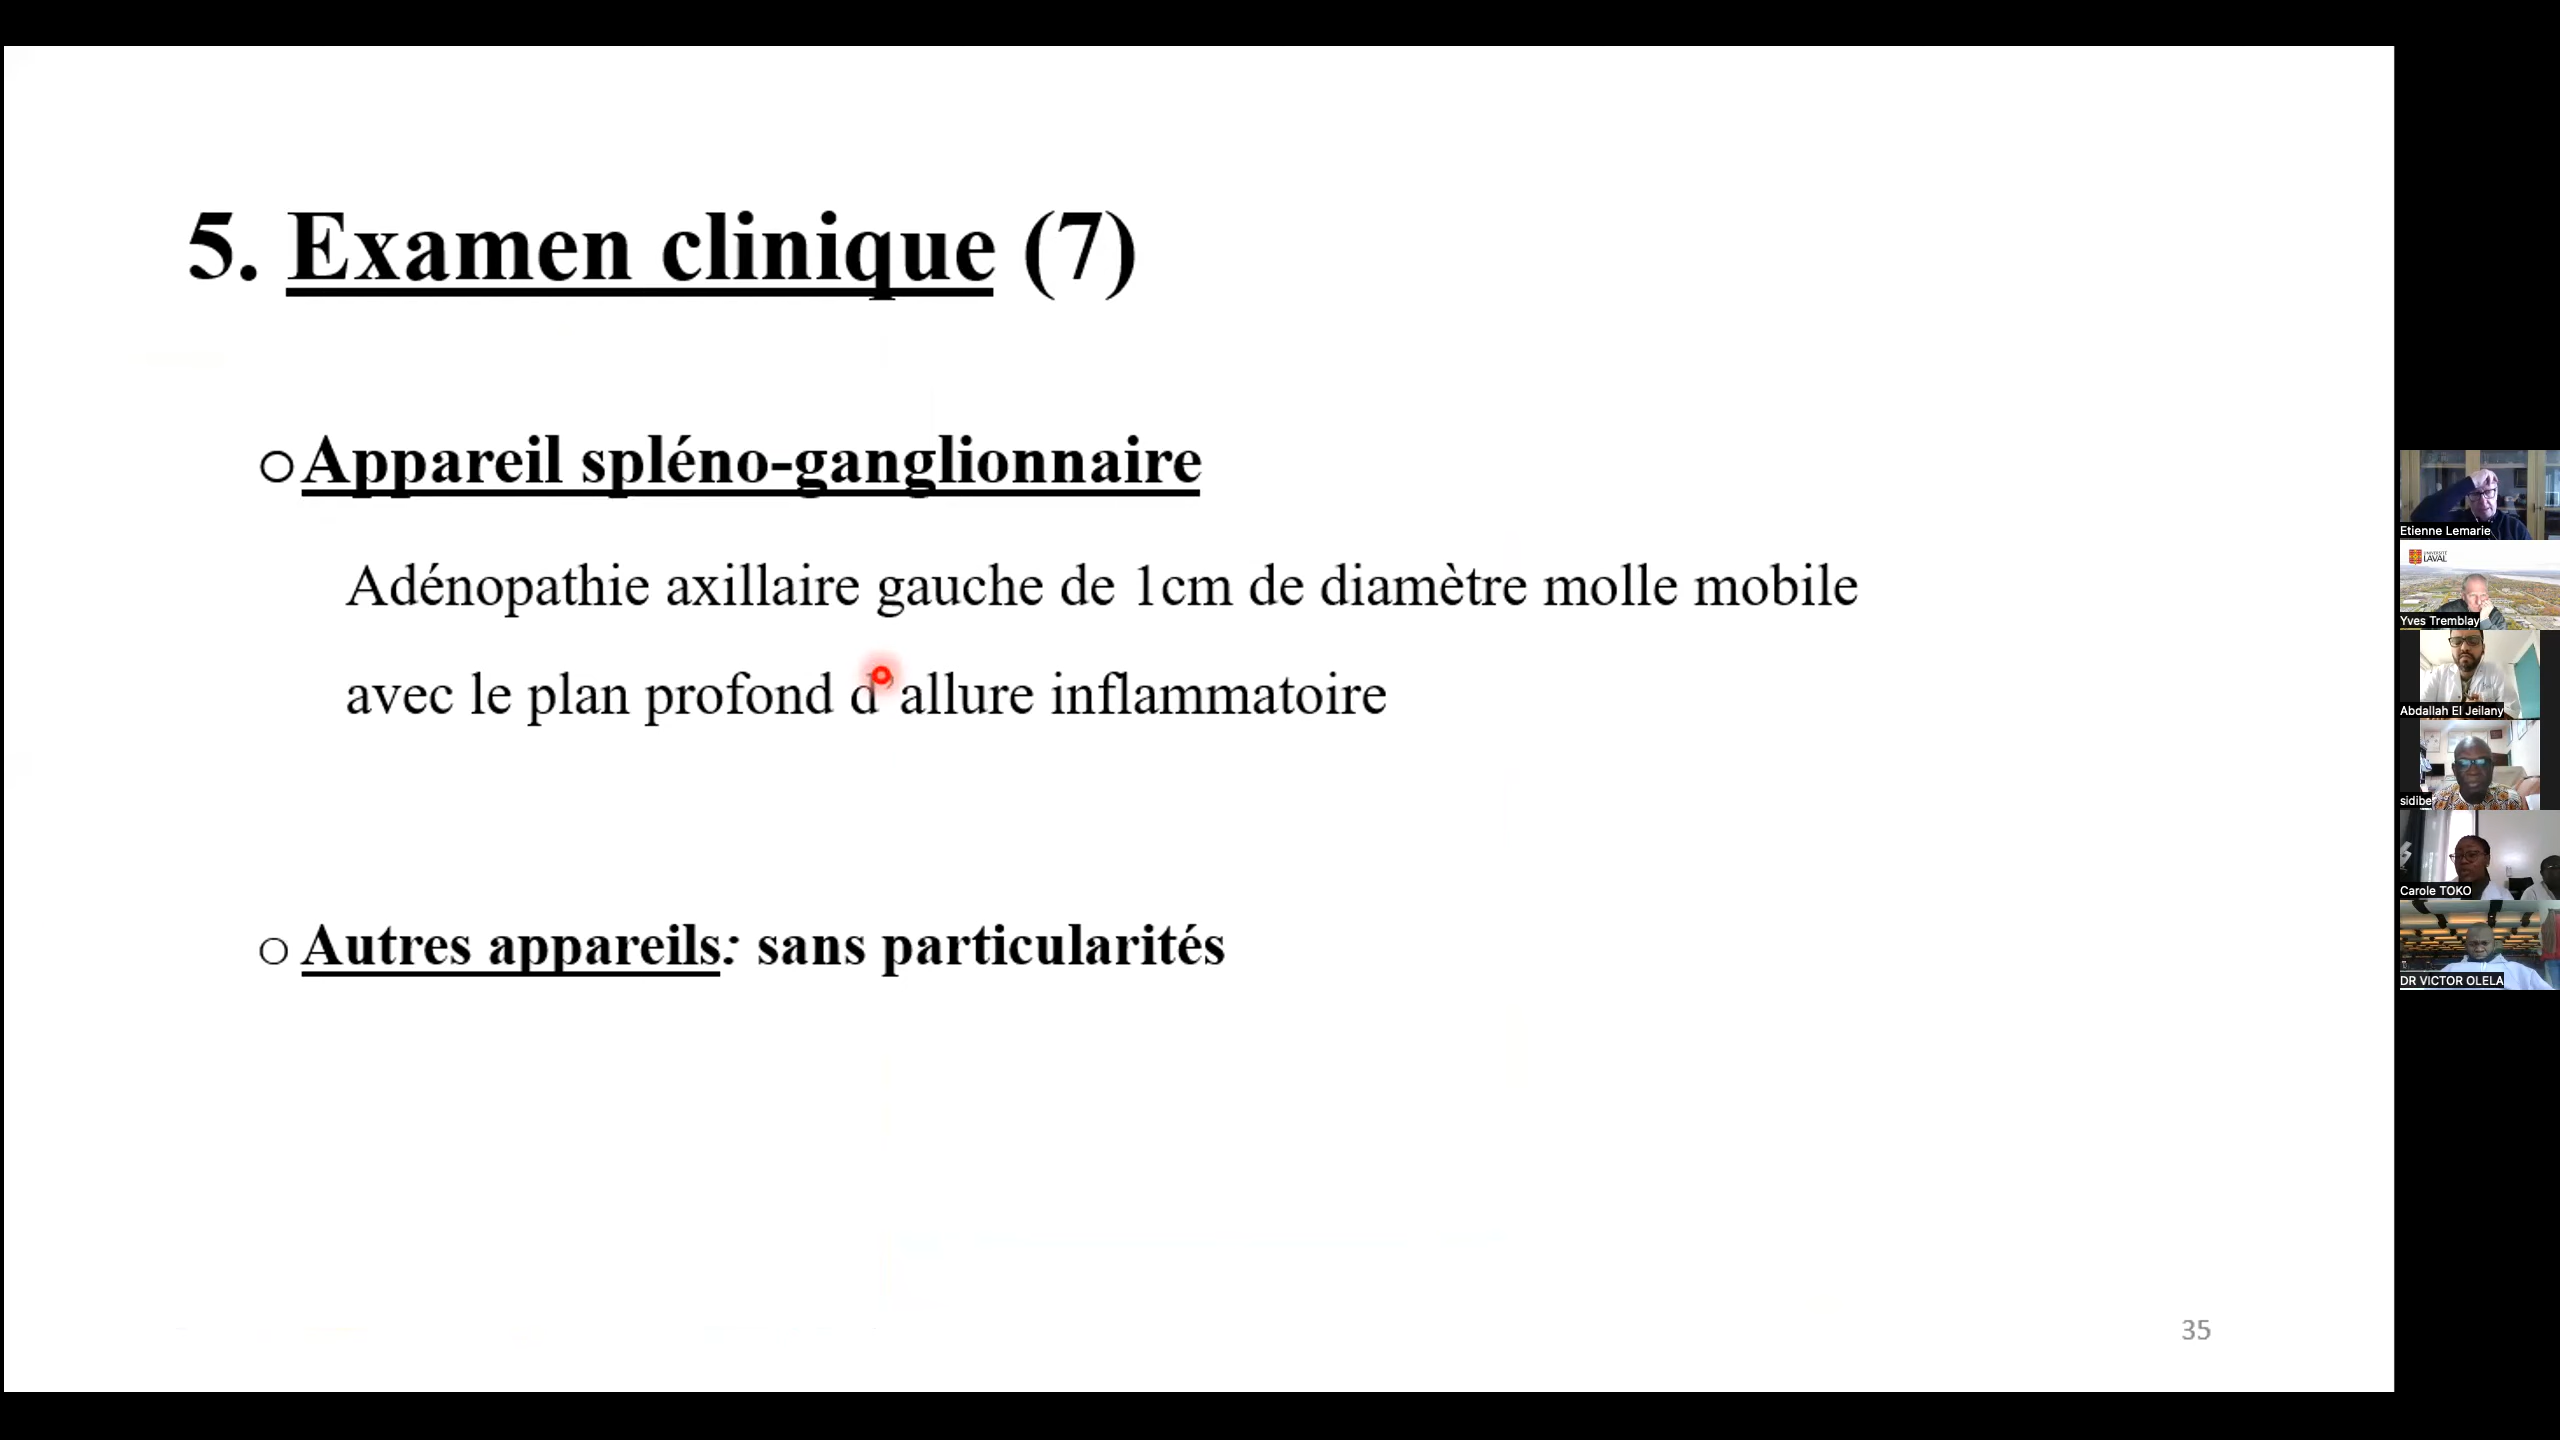 5. Examen clinique (7)
o Appareil spléno-ganglionnaire
Adénopathie axillaire gauche de 1cm de diamètre molle mobile
avec le plan profond d’allure inflammatoire
o Autres appareils: sans particularités
35
Etienne Lemarie
UNIVERSITÉ
LAVAL
Yves Tremblay
Abdallah El Jeilany
sidibe
Carole TOKO
DR VICTOR OLELA